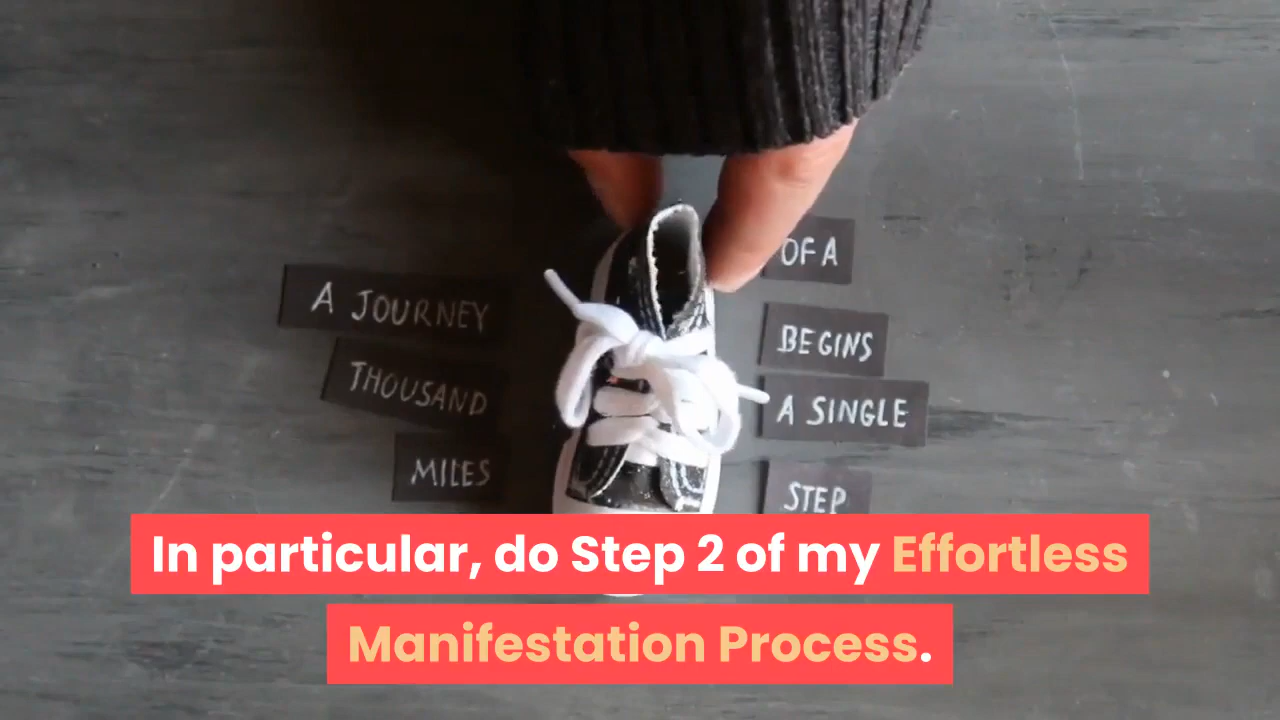 A JOURNEY
THOUSAND
MILES
OF A
BEGINS
A SINGLE
STEP
In particular, do Step 2 of my Effortless
Manifestation Process.